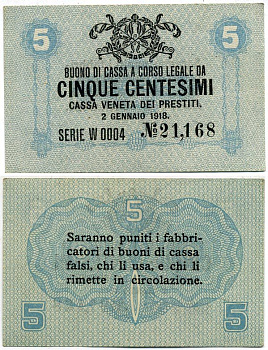 5 5
BUONO DI CASSA A CORSO LEGALE DA
CINQUE CENTESIMI
CASSA VENETA DEI PRESTITI,
2 GENNAIO 1918.
SERIE W 0004 No 21,168
5
Saranno puniti i fabbri-
catori di buoni di cassa
falsi, chi li usa, e chi li
rimette in circolazione.
5 5